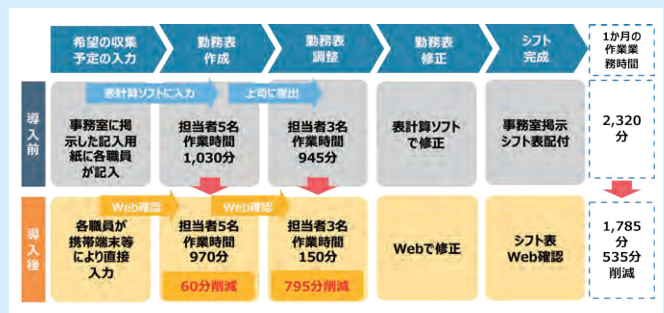 希望の収集
予定の入力
勤務表
作成
勤務表
調整
勤務表
修正
シフト
完成
1か月の
作業業
務時間
表計算ソフトに入力
上司に提出
導入前
事務室に掲
示した記入用
紙に各職員
が記入
担当者5名
作業時間
1,030分
担当者3名
作業時間
945分
表計算ソフト
で修正
事務室掲示
シフト表配付
2,320
分
Web確認
Web確認
導入後
各職員が
携帯端末等
により直接
入力
担当者5名
作業時間
970分
60分削減
担当者3名
作業時間
150分
795分削減
Webで修正
シフト表
Web確認
1,785
分
535分
削減